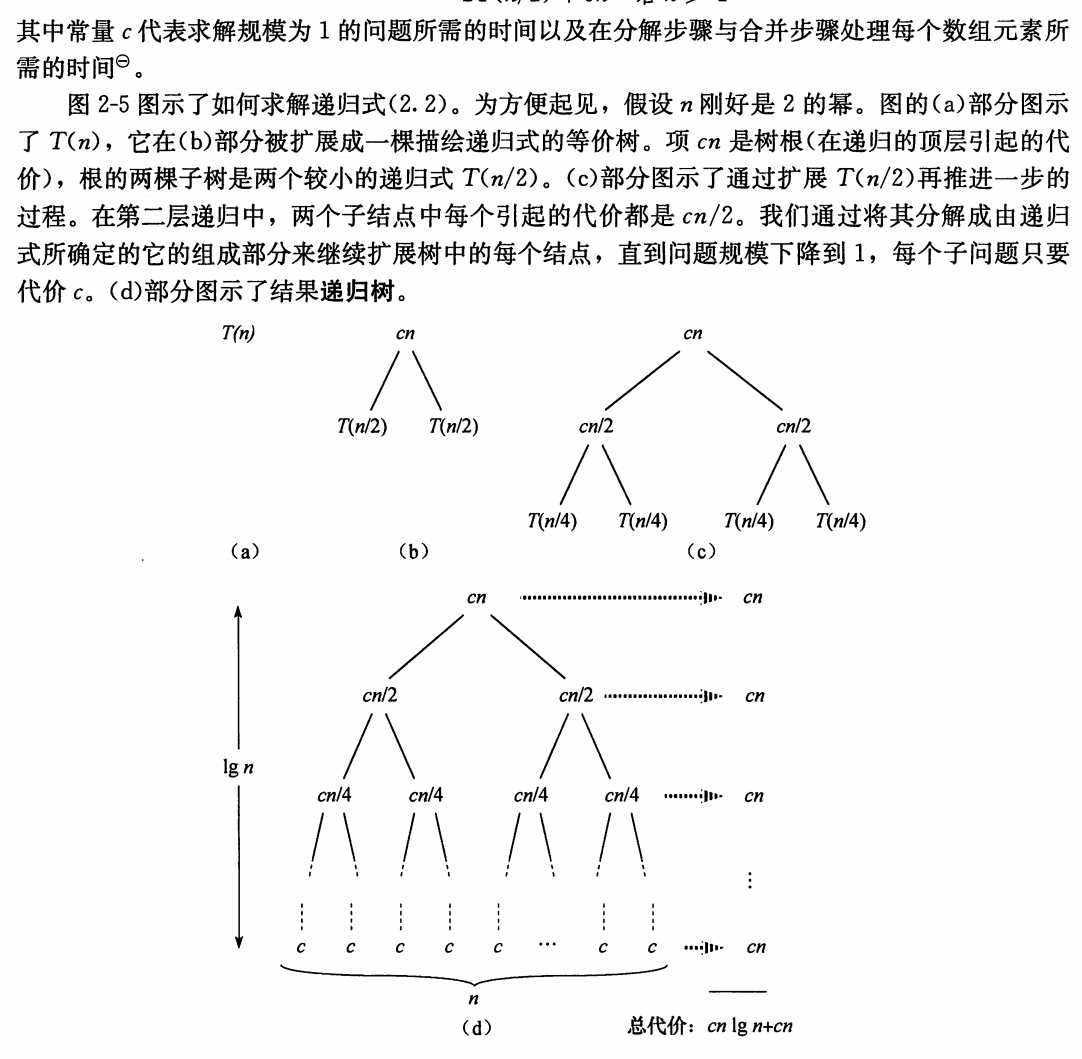 其中常量 c 代表求解规模为 1 的问题所需的时间以及在分解步骤与合并步骤处理每个数组元素所
需的时间㊀。
图 2-5 图示了如何求解递归式(2.2)。为方便起见，假设 n 刚好是 2 的幂。图的(a)部分图示
了 T(n)，它在(b)部分被扩展成一棵描绘递归式的等价树。项 cn 是树根(在递归的顶层引起的代
价)，根的两棵子树是两个较小的递归式 T(n/2)。(c)部分图示了通过扩展 T(n/2)再推进一步的
过程。在第二层递归中，两个子结点中每个引起的代价都是 cn/2。我们通过将其分解成由递归
式所确定的它的组成部分来继续扩展树中的每个结点，直到问题规模下降到 1，每个子问题只要
代价 c。(d)部分图示了结果递归树。
T(n) cn cn
T(n/2) T(n/2) cn/2 cn/2
T(n/4) T(n/4) T(n/4) T(n/4)
(a) (b) (c)
cn cn
cn/2 cn/2 cn
lg n
cn/4 cn/4 cn/4 cn/4 cn
⋮
c c c c c … c c cn
n
(d) 总代价：cn lg n+cn